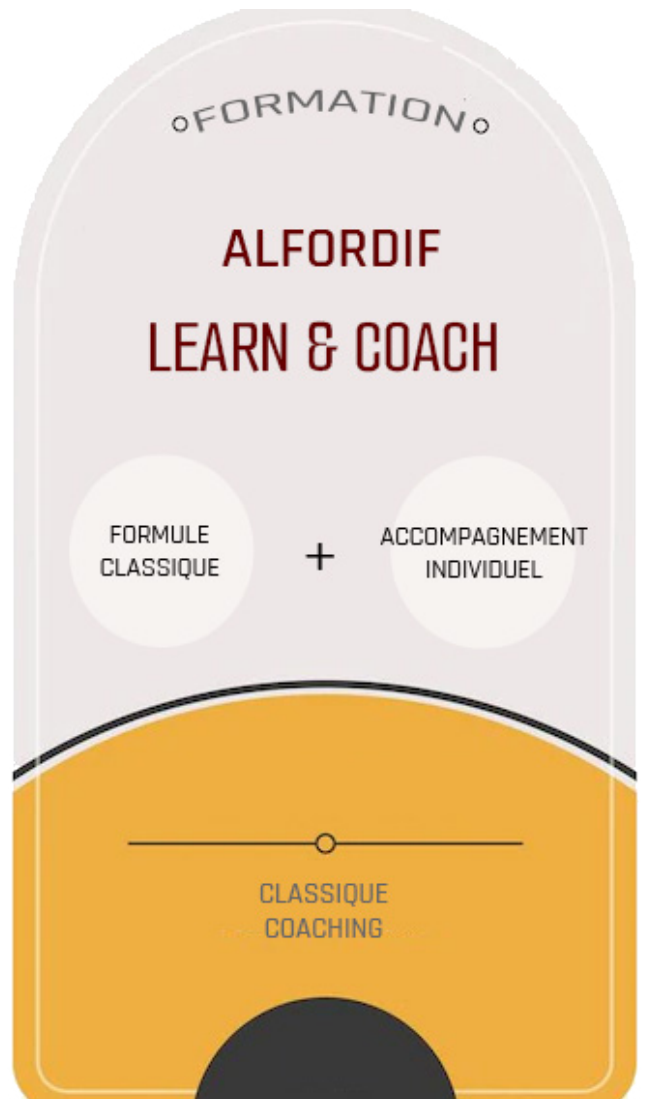 FORMATION
ALFORDIF
LEARN & COACH
FORMULE
CLASSIQUE
+
ACCOMPAGNEMENT
INDIVIDUEL
CLASSIQUE
COACHING